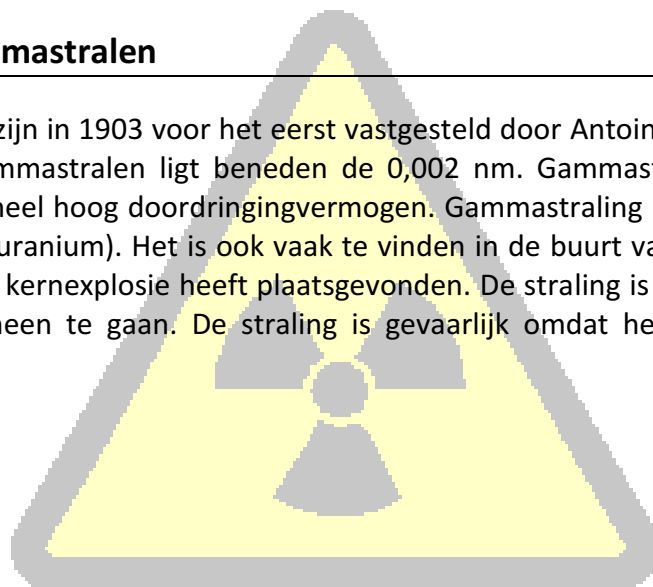 mastralen
zijn in 1903 voor het eerst vastgesteld door Antoin
mmastralen ligt beneden de 0,002 nm. Gammast
heel hoog doordringingvermogen. Gammastraling
uranium). Het is ook vaak te vinden in de buurt va
kernexplosie heeft plaatsgevonden. De straling is
heen te gaan. De straling is gevaarlijk omdat he